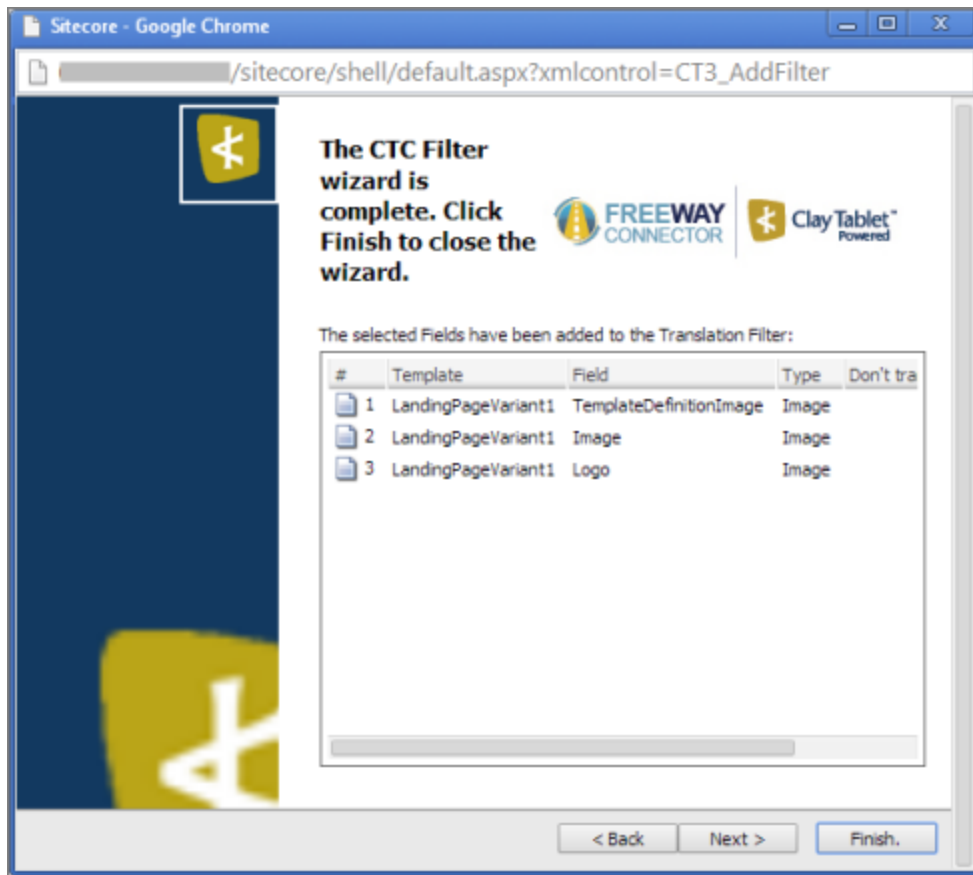 Sitecore - Google Chrome
/sitecore/shell/default.aspx?xmlcontrol=CT3_AddFilter
The CTC Filter
wizard is
complete. Click
Finish to close the
wizard.
FREEWAY
CONNECTOR
Clay Tablet™
Powered
The selected Fields have been added to the Translation Filter:
# Template Field Type Don't tra
1 LandingPageVariant1 TemplateDefinitionImage Image
2 LandingPageVariant1 Image Image
3 LandingPageVariant1 Logo Image
< Back Next > Finish.